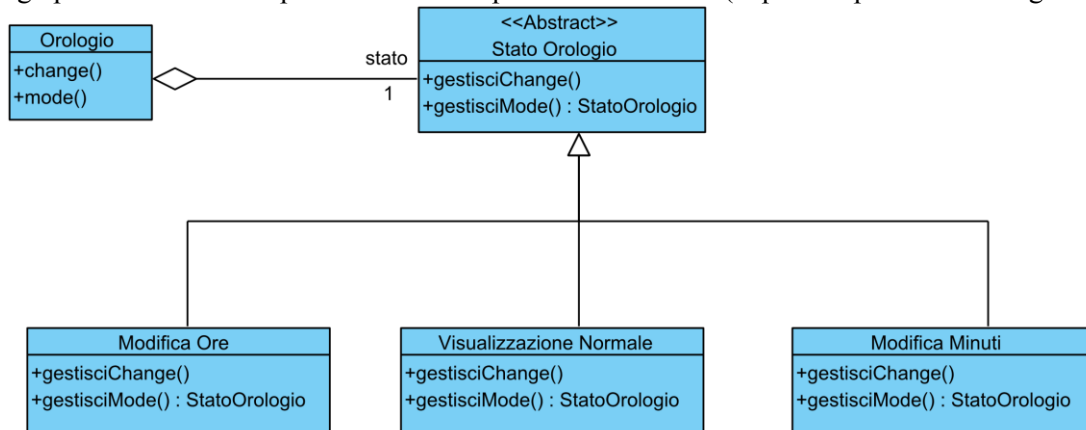 Orologio
+change()
+mode()
stato
1
<<Abstract>>
Stato Orologio
+gestisciChange()
+gestisciMode() : StatoOrologio
Modifica Ore
+gestisciChange()
+gestisciMode() : StatoOrologio
Visualizzazione Normale
+gestisciChange()
+gestisciMode() : StatoOrologio
Modifica Minuti
+gestisciChange()
+gestisciMode() : StatoOrologio